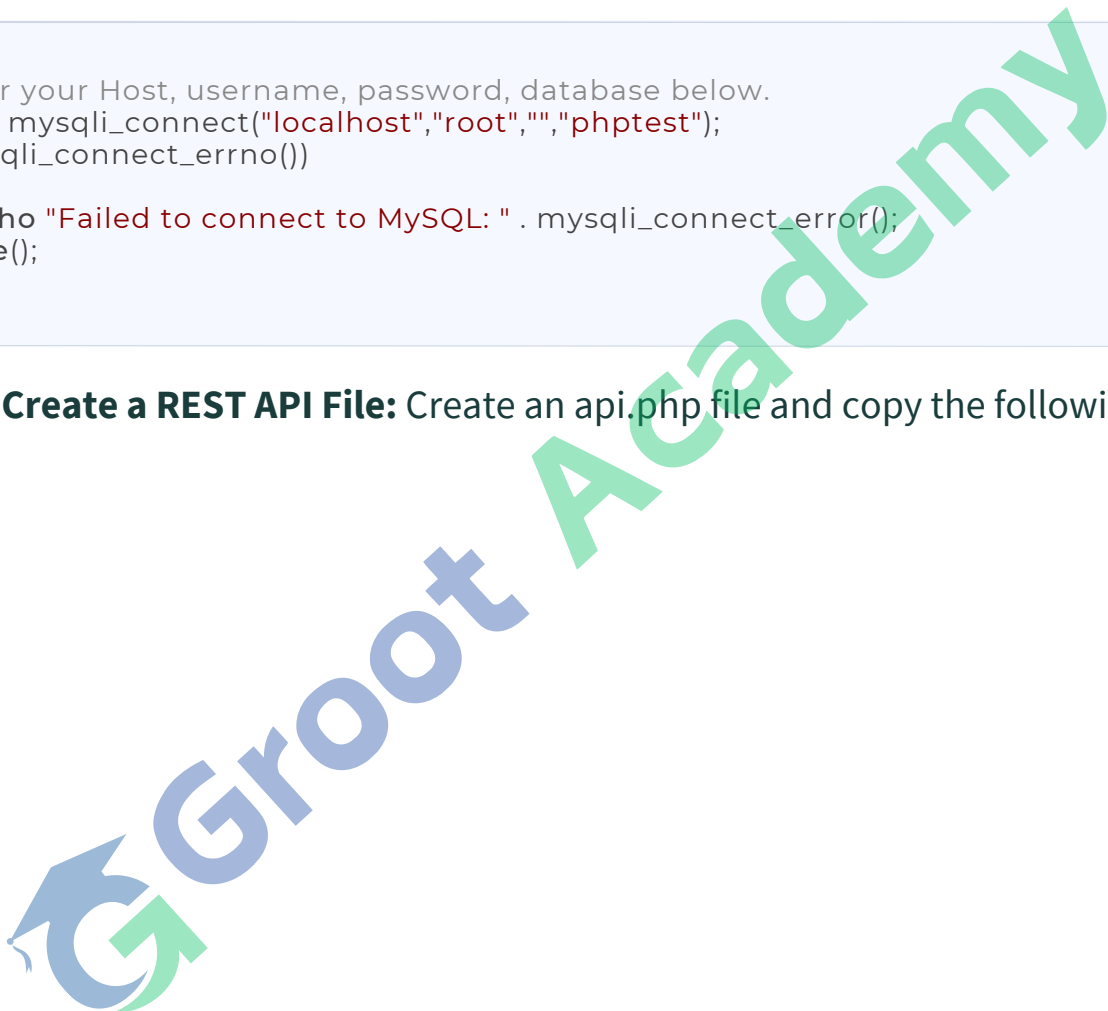 r your Host, username, password, database below.
mysqli_connect("localhost","root","","phptest");
qli_connect_errno())
ho "Failed to connect to MySQL: " . mysqli_connect_error();
e();
Create a REST API File: Create an api.php file and copy the followi
Groot Academy